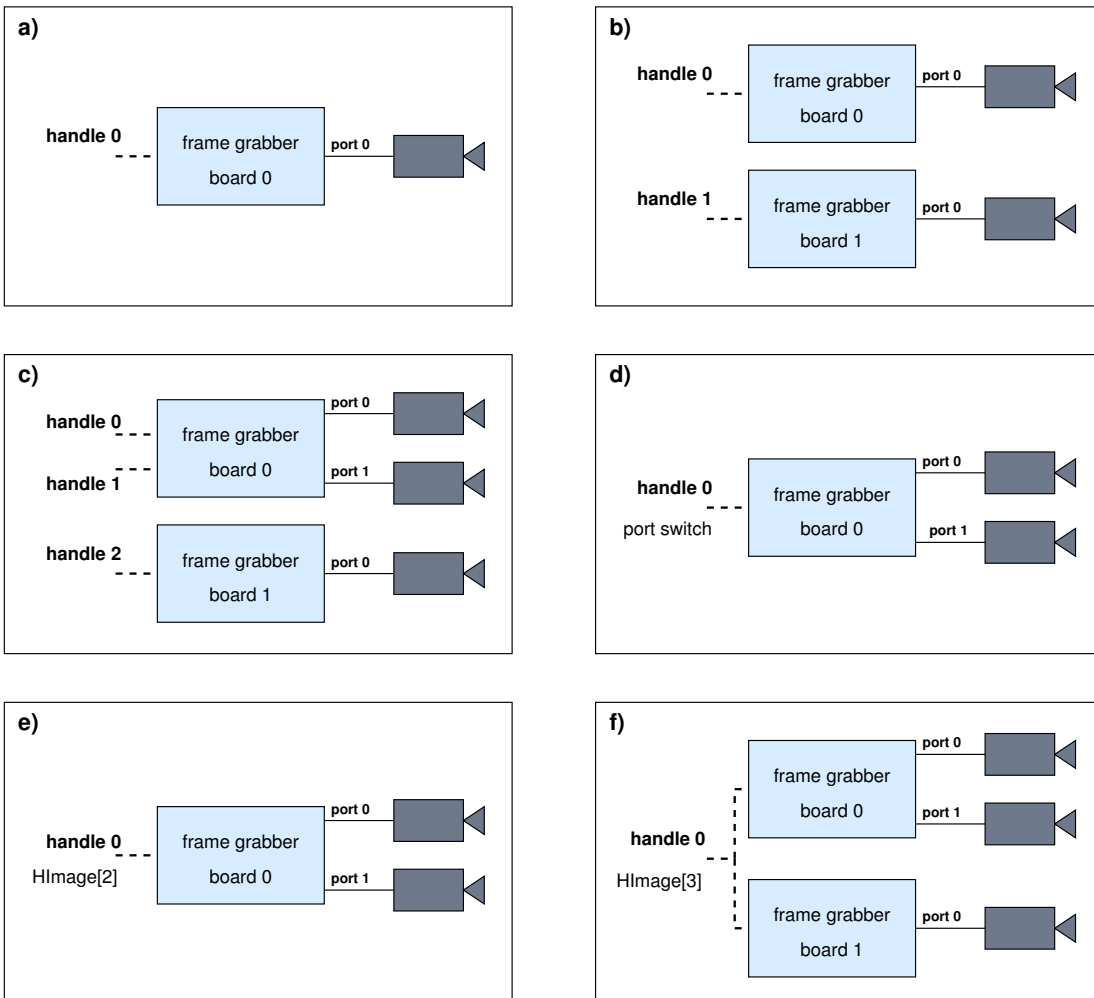 a)
handle 0
frame grabber
board 0
port 0
b)
handle 0
frame grabber
board 0
port 0
handle 1
frame grabber
board 1
port 0
c)
handle 0
handle 1
frame grabber
board 0
port 0
port 1
handle 2
frame grabber
board 1
port 0
d)
handle 0
port switch
frame grabber
board 0
port 0
port 1
e)
handle 0
HImage[2]
frame grabber
board 0
port 0
port 1
f)
handle 0
HImage[3]
frame grabber
board 0
port 0
port 1
frame grabber
board 1
port 0